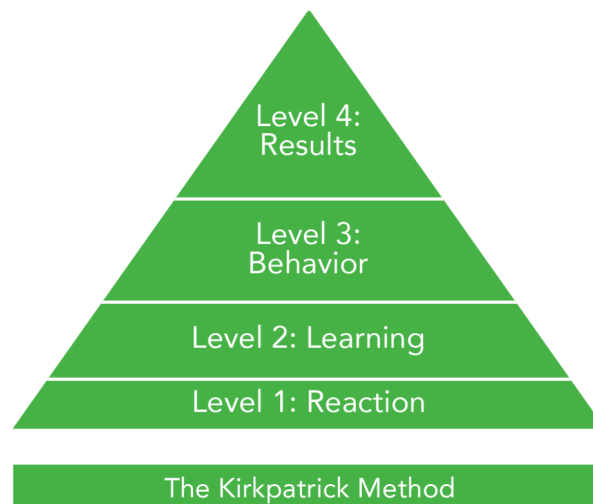 Level 4:
Results
Level 3:
Behavior
Level 2: Learning
Level 1: Reaction
The Kirkpatrick Method